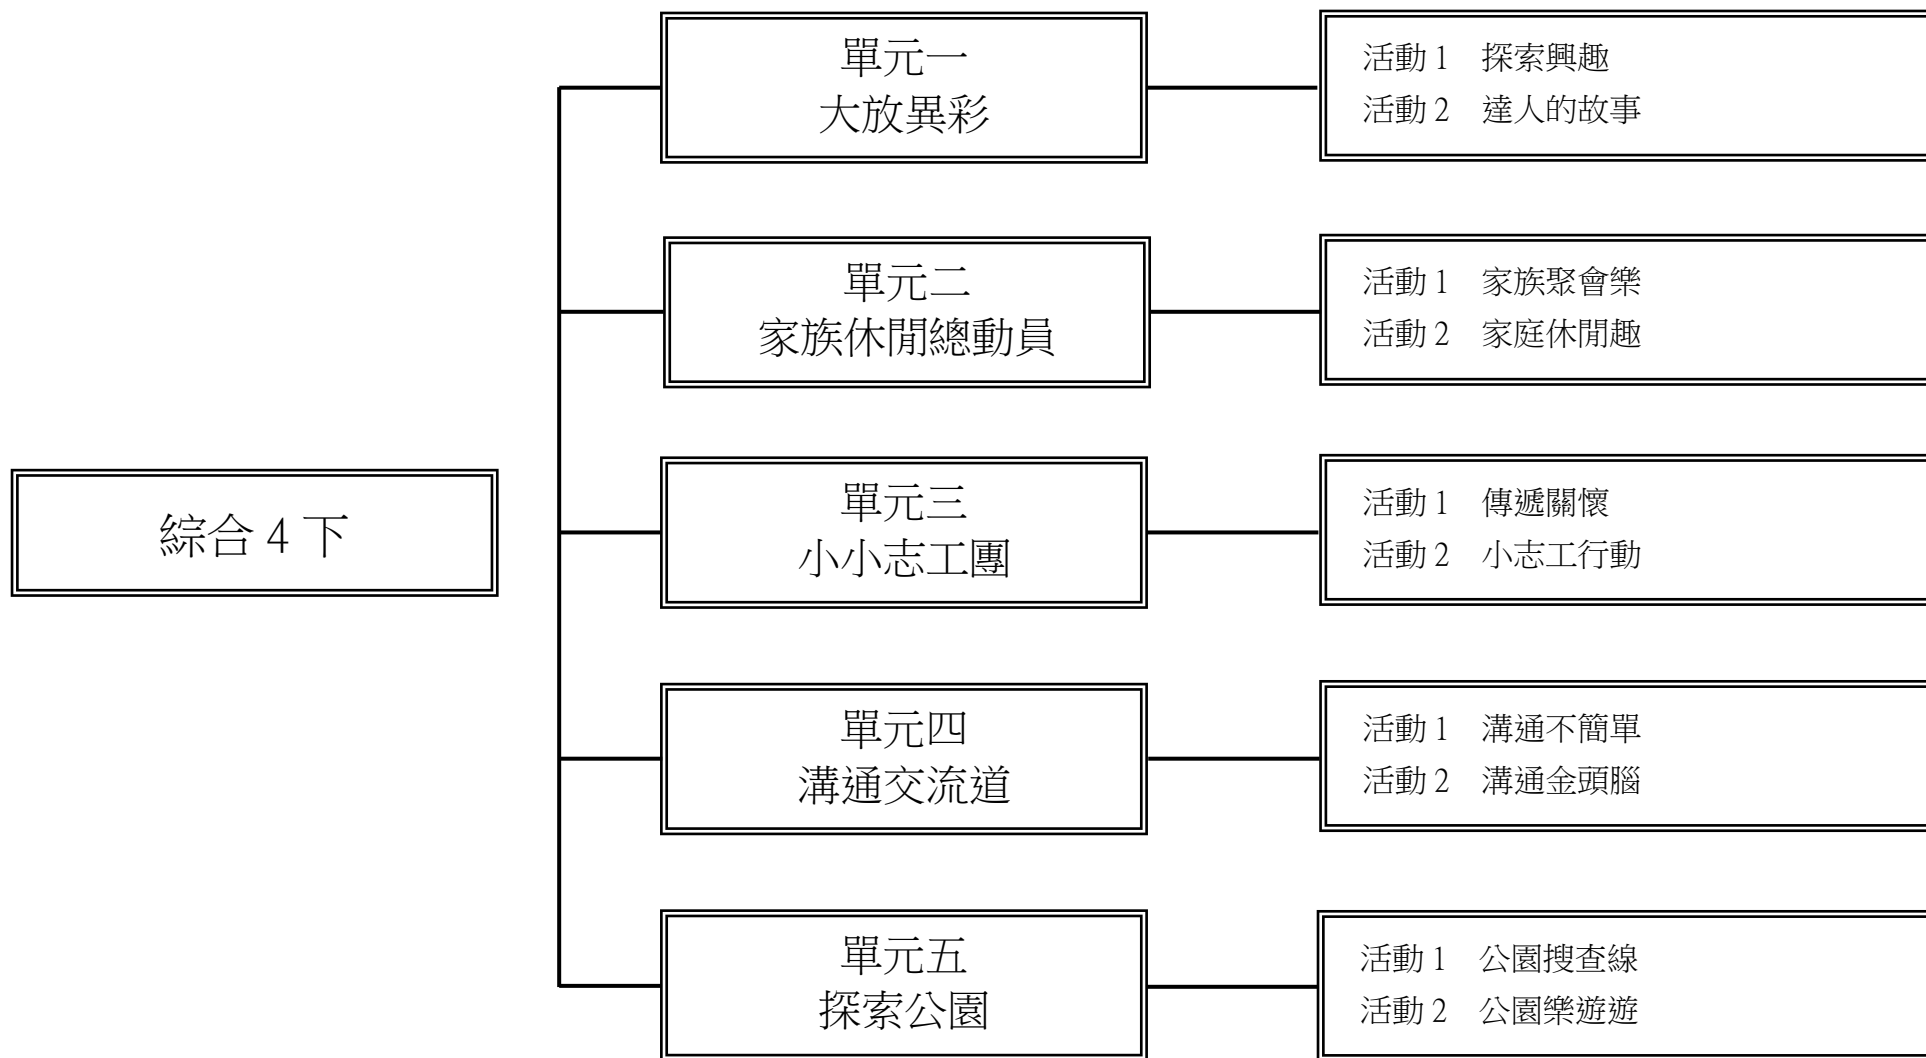 綜合 4 下
單元一
大放異彩
活動 1　探索興趣
活動 2　達人的故事
單元二
家族休閒總動員
活動 1　家族聚會樂
活動 2　家庭休閒趣
單元三
小小志工團
活動 1　傳遞關懷
活動 2　小志工行動
單元四
溝通交流道
活動 1　溝通不簡單
活動 2　溝通金頭腦
單元五
探索公園
活動 1　公園搜查線
活動 2　公園樂遊遊